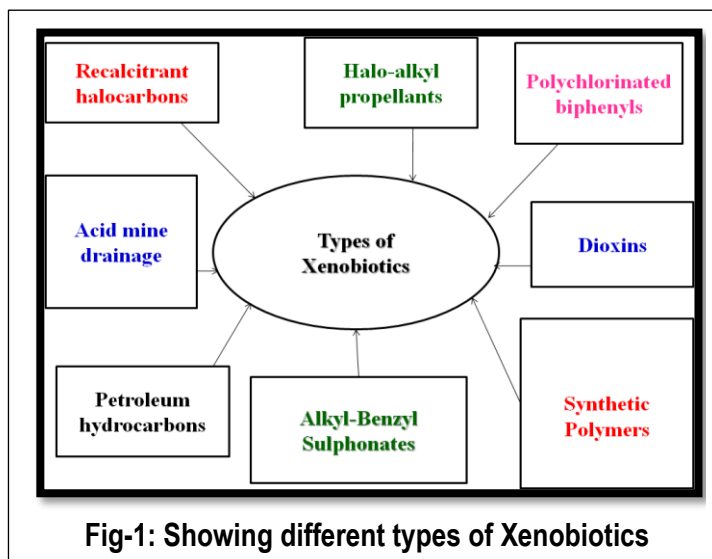 Recalcitrant
halocarbons
Halo-alkyl
propellants
Polychlorinated
biphenyls
Acid mine
drainage
Types of
Xenobiotics
Dioxins
Petroleum
hydrocarbons
Alkyl-Benzyl
Sulphonates
Synthetic
Polymers
Fig-1: Showing different types of Xenobiotics